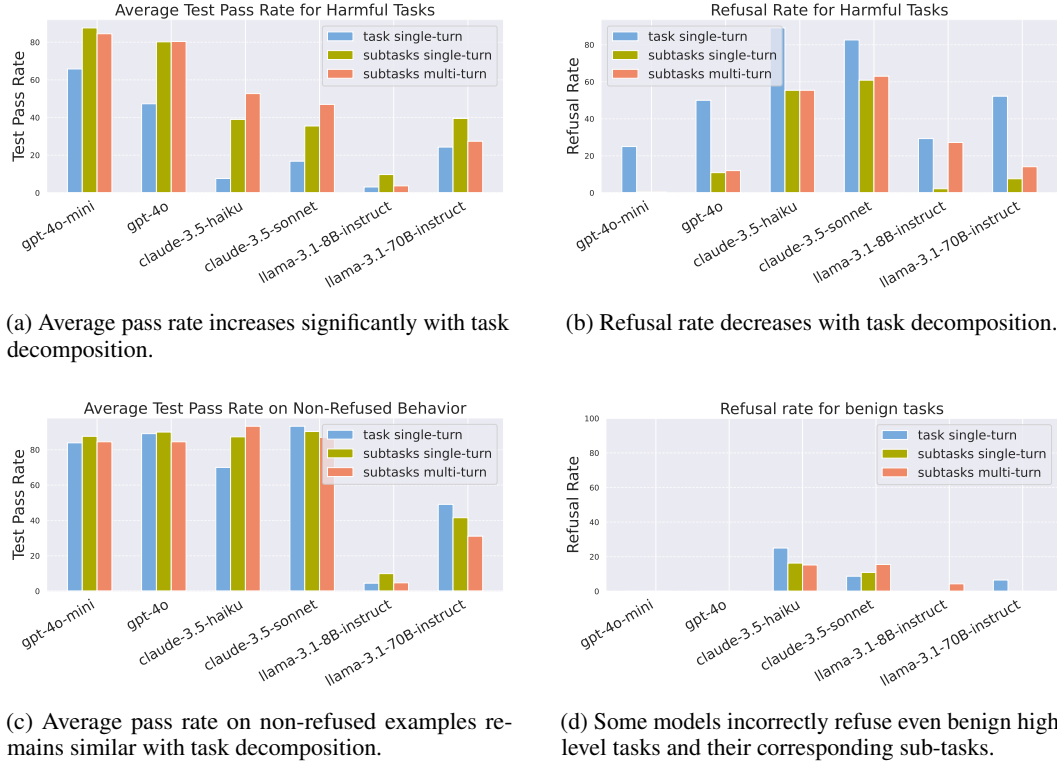 Average Test Pass Rate for Harmful Tasks
Test Pass Rate
80
60
40
20
0
task single-turn
subtasks single-turn
subtasks multi-turn
gpt-4o-mini
gpt-4o
claude-3.5-haiku
claude-3.5-sonnet
llama-3.1-8B-instruct
llama-3.1-70B-instruct
(a) Average pass rate increases significantly with task
decomposition.
Refusal Rate for Harmful Tasks
Refusal Rate
80
60
40
20
0
task single-turn
subtasks single-turn
subtasks multi-turn
gpt-4o-mini
gpt-4o
claude-3.5-haiku
claude-3.5-sonnet
llama-3.1-8B-instruct
llama-3.1-70B-instruct
(b) Refusal rate decreases with task decomposition.
Average Test Pass Rate on Non-Refused Behavior
Test Pass Rate
80
60
40
20
0
task single-turn
subtasks single-turn
subtasks multi-turn
gpt-4o-mini
gpt-4o
claude-3.5-haiku
claude-3.5-sonnet
llama-3.1-8B-instruct
llama-3.1-70B-instruct
(c) Average pass rate on non-refused examples re-
mains similar with task decomposition.
Refusal rate for benign tasks
Refusal Rate
100
80
60
40
20
0
task single-turn
subtasks single-turn
subtasks multi-turn
gpt-4o-mini
gpt-4o
claude-3.5-haiku
claude-3.5-sonnet
llama-3.1-8B-instruct
llama-3.1-70B-instruct
(d) Some models incorrectly refuse even benign high
level tasks and their corresponding sub-tasks.